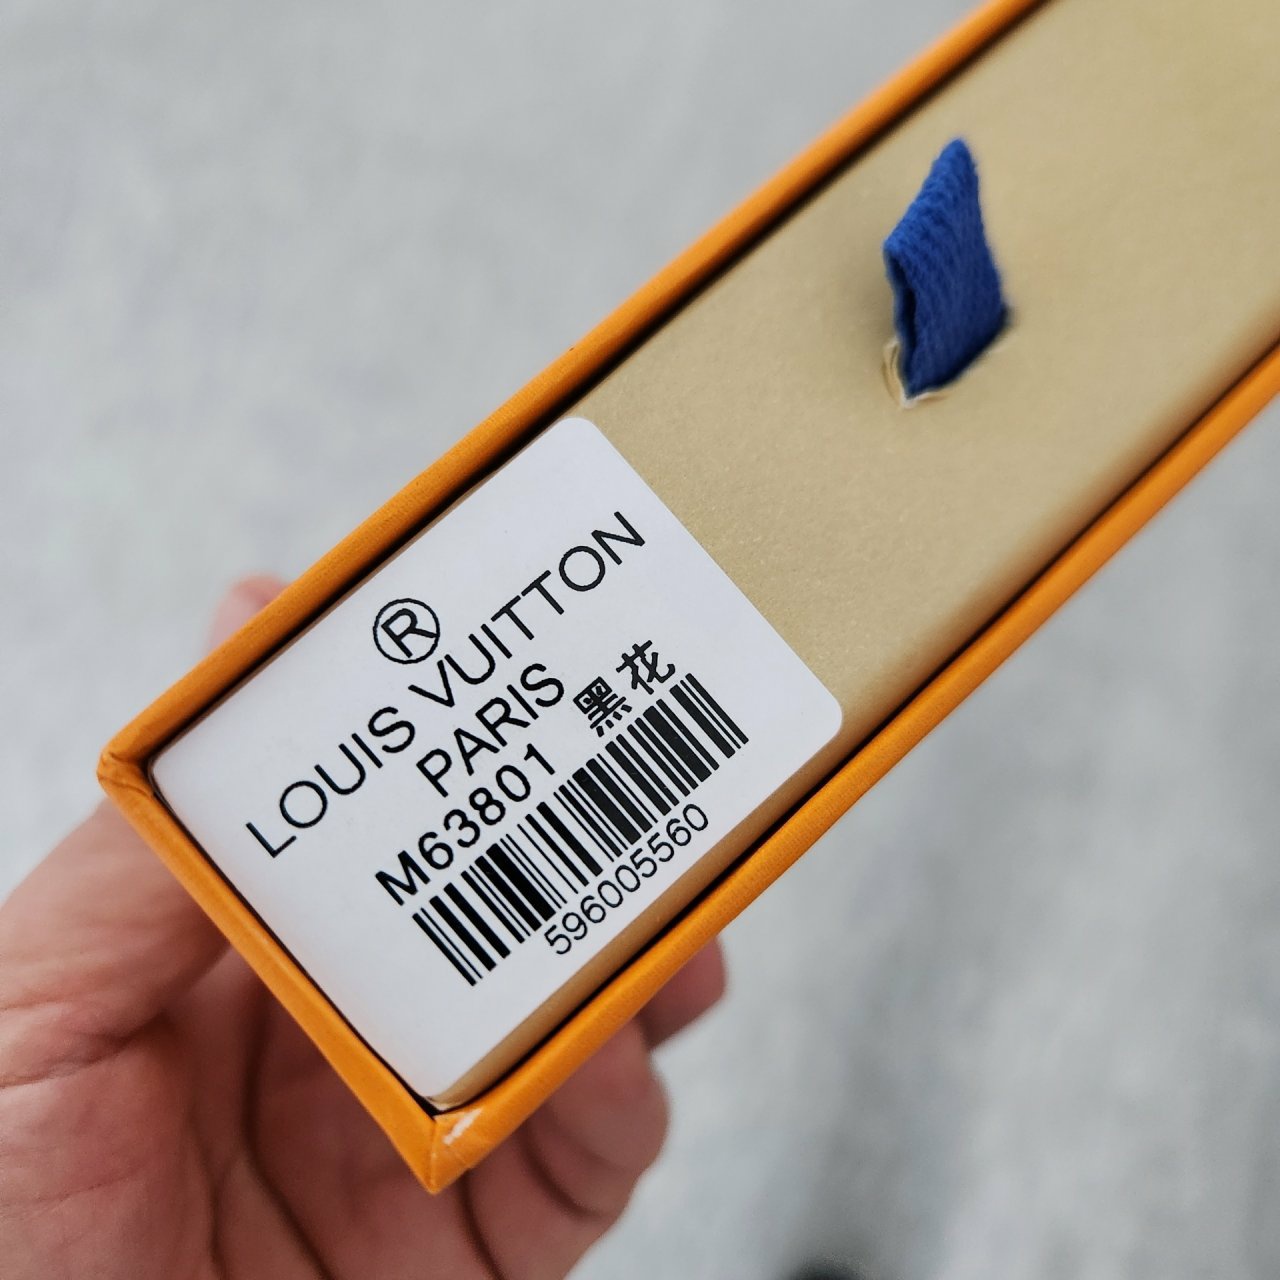 ®
LOUIS VUITTON
PARIS
M63801 黑花
596005560